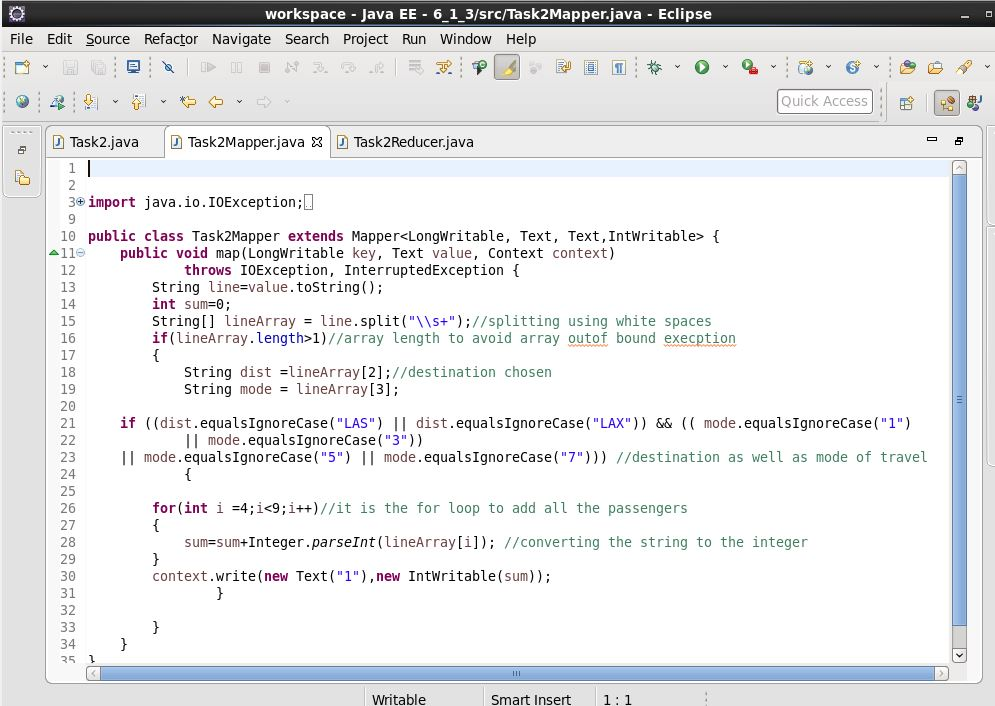 workspace - Java EE - 6_1_3/src/Task2Mapper.java - Eclipse
File Edit Source Refactor Navigate Search Project Run Window Help
Quick Access
Task2.java Task2Mapper.java Task2Reducer.java
1
2
3 import java.io.IOException;
9
10 public class Task2Mapper extends Mapper<LongWritable, Text, Text,IntWritable> {
11 public void map(LongWritable key, Text value, Context context)
12 throws IOException, InterruptedException {
13 String line=value.toString();
14 int sum=0;
15 String[] lineArray = line.split("\\s+");//splitting using white spaces
16 if(lineArray.length>1)//array length to avoid array outof bound execption
17 {
18 String dist =lineArray[2];//destination chosen
19 String mode = lineArray[3];
20
21 if ((dist.equalsIgnoreCase("LAS") || dist.equalsIgnoreCase("LAX")) && (( mode.equalsIgnoreCase("1")
22 || mode.equalsIgnoreCase("3"))
23 || mode.equalsIgnoreCase("5") || mode.equalsIgnoreCase("7"))) //destination as well as mode of travel
24 {
25
26 for(int i =4;i<9;i++)//it is the for loop to add all the passengers
27 {
28 sum=sum+Integer.parseInt(lineArray[i]); //converting the string to the integer
29 }
30 context.write(new Text("1"),new IntWritable(sum));
31 }
32
33 }
34 }
35 }
Writable Smart Insert 1 : 1